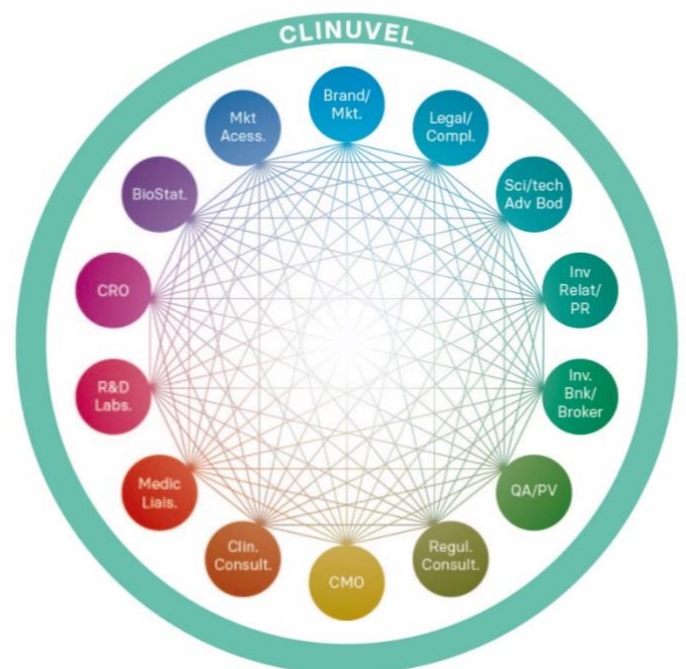 CLINUVEL
Brand/
Mkt.
Legal/
Compl.
Sci/tech
Adv Bod
Inv
Relat/
PR
Inv.
Bnk/
Broker
QA/PV
Regul.
Consult.
CMO
Clin.
Consult.
Medic
Liais.
R&D
Labs.
CRO
BioStat.
Mkt
Acess.